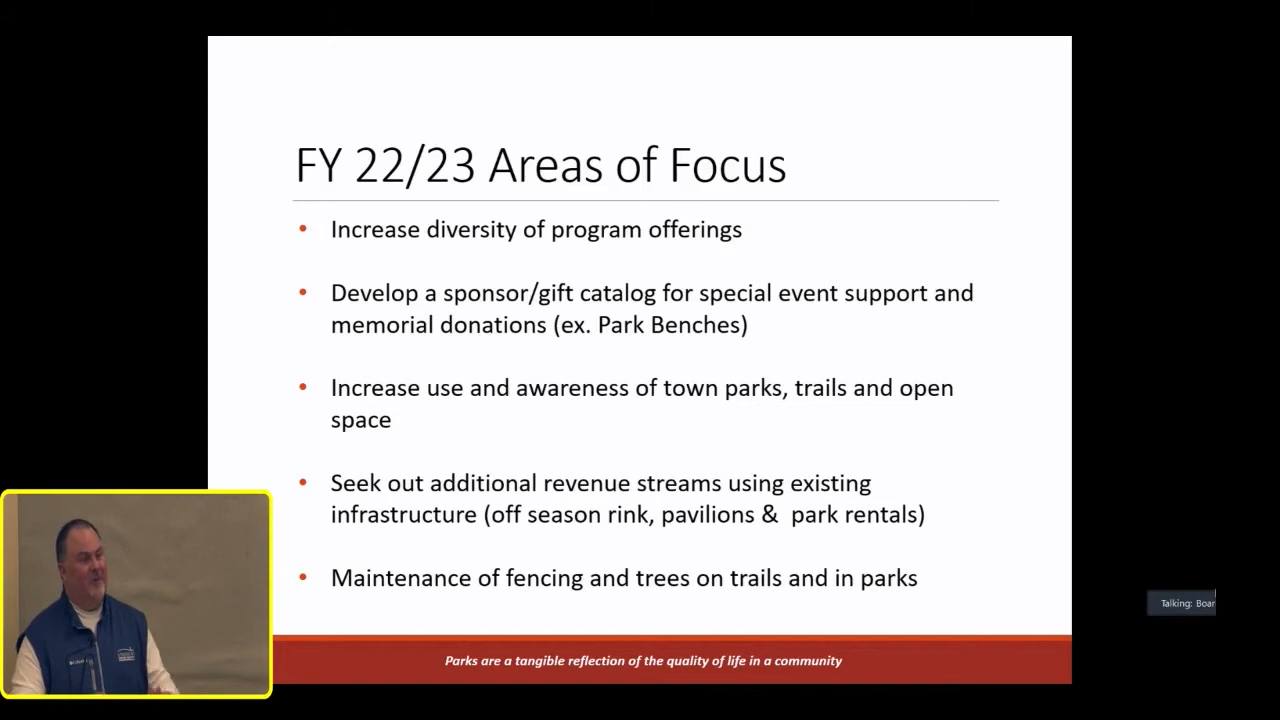 FY 22/23 Areas of Focus
• Increase diversity of program offerings
• Develop a sponsor/gift catalog for special event support and
memorial donations (ex. Park Benches)
• Increase use and awareness of town parks, trails and open
space
• Seek out additional revenue streams using existing
infrastructure (off season rink, pavilions & park rentals)
• Maintenance of fencing and trees on trails and in parks
Talking: Boar
Parks are a tangible reflection of the quality of life in a community